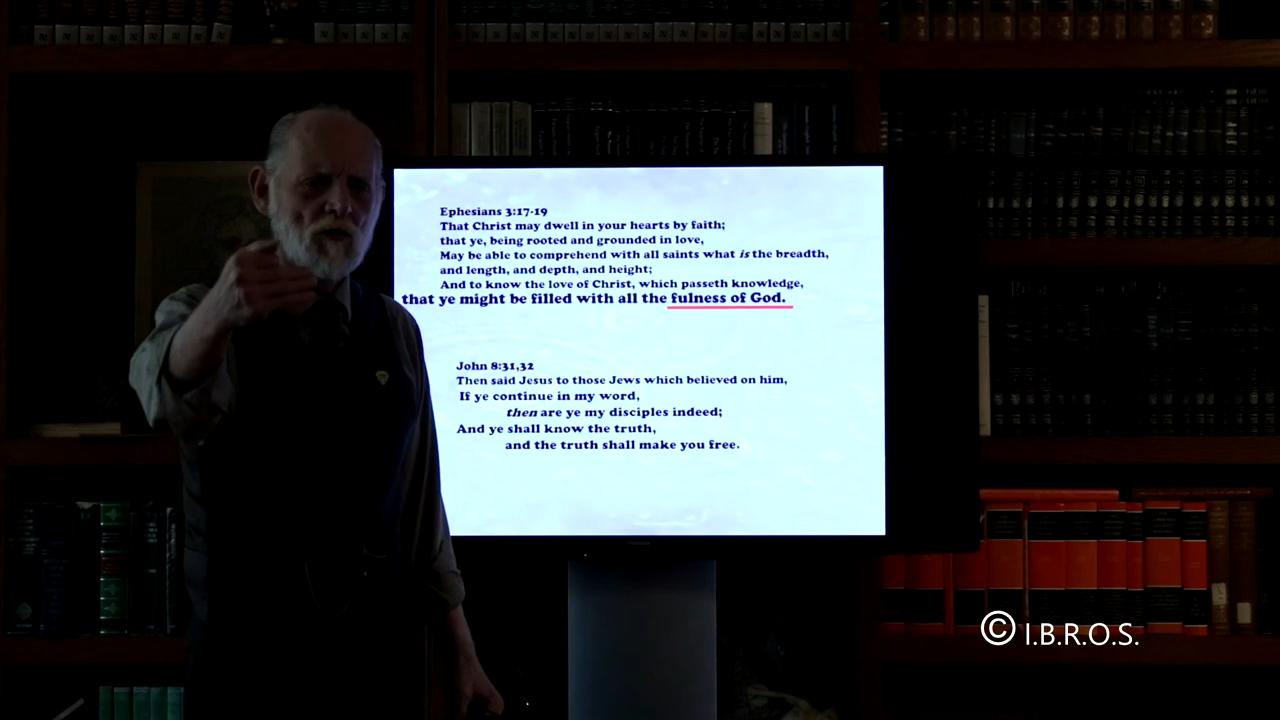 Ephesians 3:17-19
That Christ may dwell in your hearts by faith;
that ye, being rooted and grounded in love,
May be able to comprehend with all saints what is the breadth,
and length, and depth, and height;
And to know the love of Christ, which passeth knowledge,
that ye might be filled with all the fulness of God.
John 8:31,32
Then said Jesus to those Jews which believed on him,
If ye continue in my word,
then are ye my disciples indeed;
And ye shall know the truth,
and the truth shall make you free.
© I.B.R.O.S.